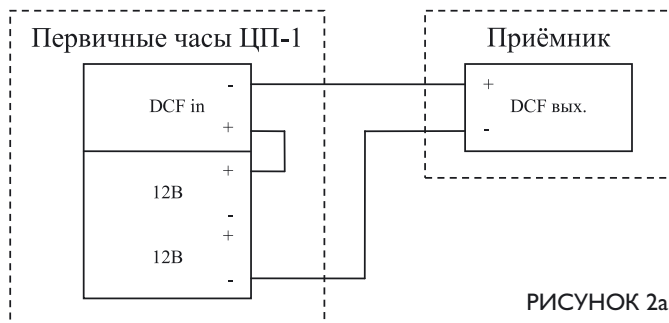 Первичные часы ЦП-1
Приёмник
-
DCF in
+
+
DCF вых.
-
+
12В
-
+
12В
-
РИСУНОК 2а